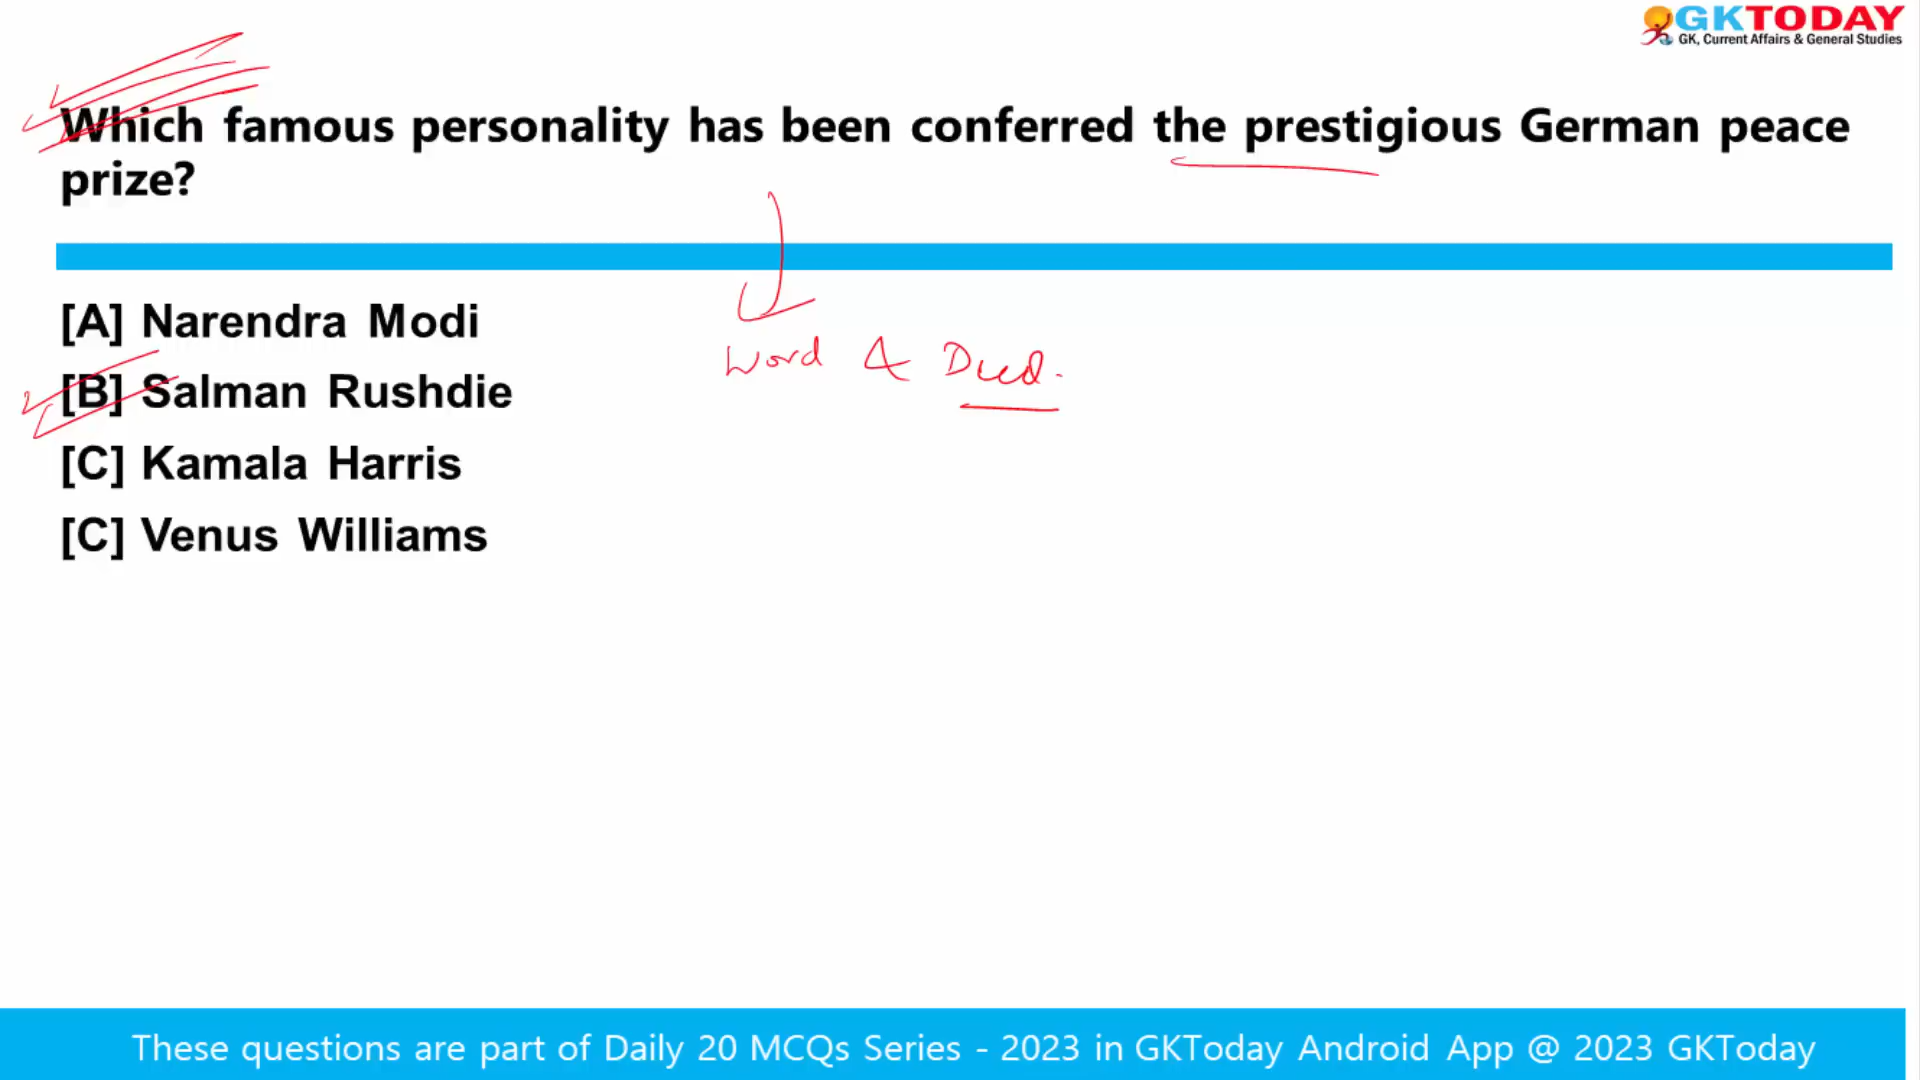 GKTODAY
GK, Current Affairs & General Studies
Which famous personality has been conferred the prestigious German peace
prize?
[A] Narendra Modi
[B] Salman Rushdie
[C] Kamala Harris
[C] Venus Williams
Word & Deed.
These questions are part of Daily 20 MCQs Series - 2023 in GKToday Android App @ 2023 GKToday